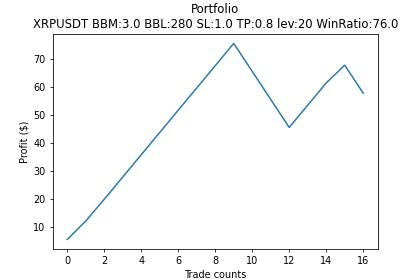 Portfolio
XRPUSDT BBM:3.0 BBL:280 SL:1.0 TP:0.8 lev:20 WinRatio:76.0
Profit ($)
70
60
50
40
30
20
10
0 2 4 6 8 10 12 14 16
Trade counts